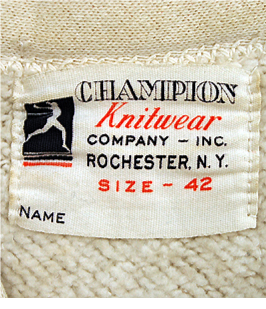 CHAMPION
Knitwear
COMPANY - INC.
ROCHESTER, N. Y.
SIZE - 42
NAME